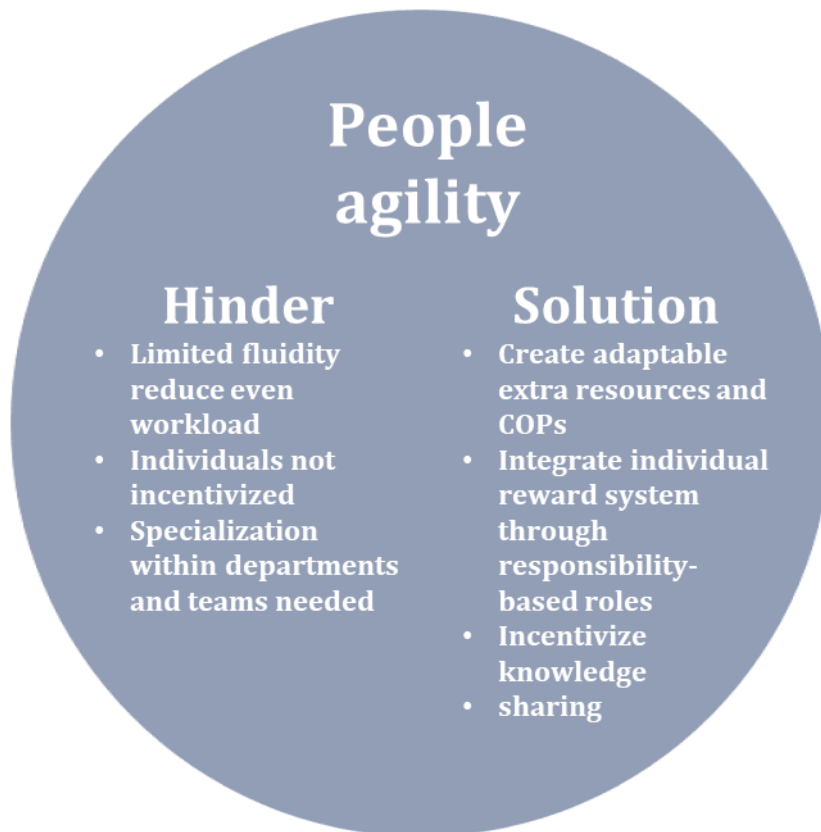 People
agility
Hinder
• Limited fluidity
reduce even
workload
• Individuals not
incentivized
• Specialization
within departments
and teams needed
Solution
• Create adaptable
extra resources and
COPs
• Integrate individual
reward system
through
responsibility-
based roles
• Incentivize
knowledge
• sharing